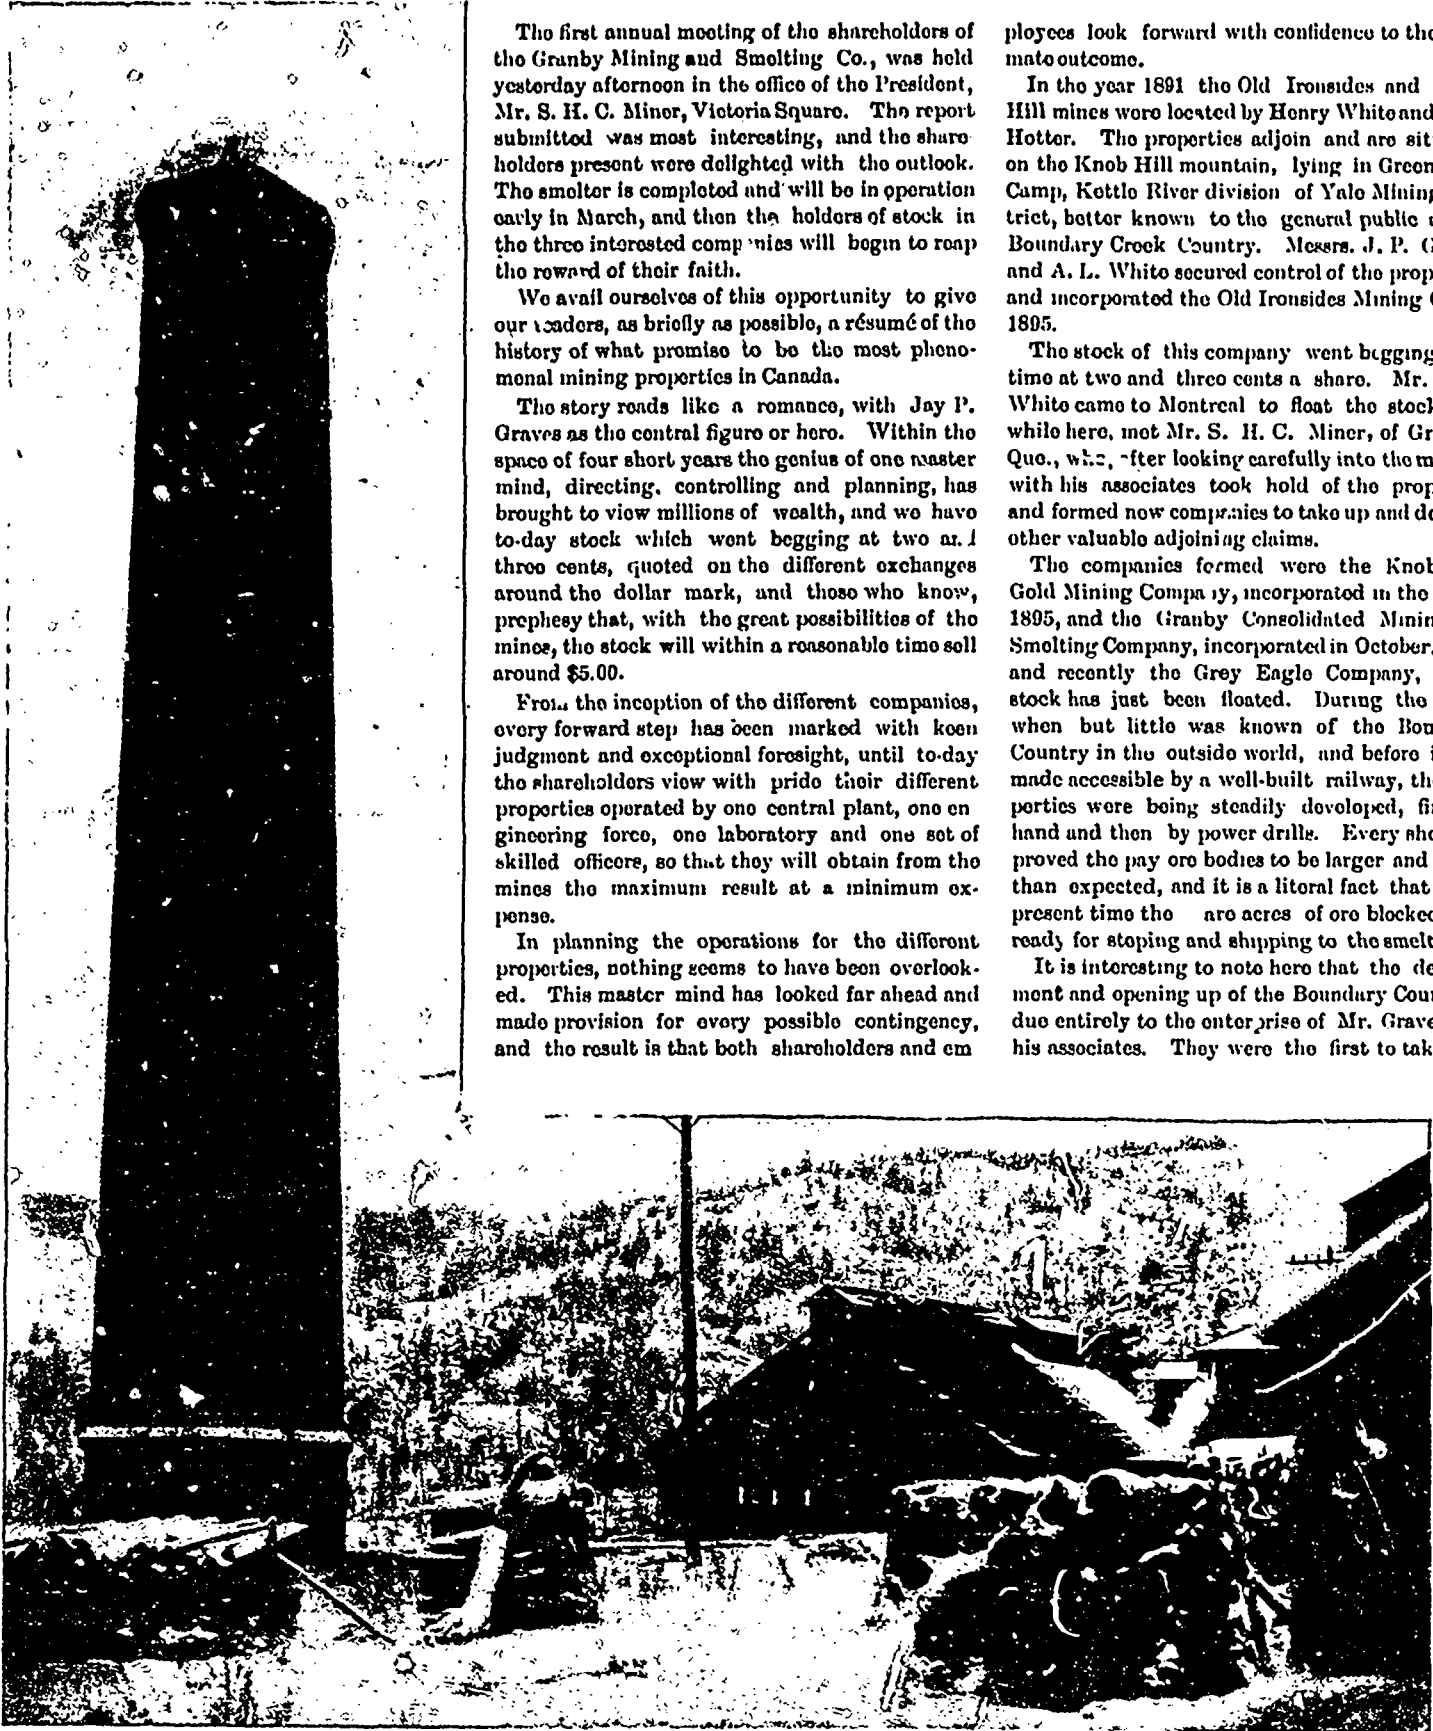 The first annual meeting of the shareholders of
the Granby Mining and Smelting Co., was held
yesterday afternoon in the office of the President,
Mr. S. H. C. Miner, Victoria Square. The report
submitted was most interesting, and the share
holders present were delighted with the outlook.
The smelter is completed and will be in operation
early in March, and then the holders of stock in
the three interested comp nies will begin to reap
the reward of their faith.
We avail ourselves of this opportunity to give
our readers, as briefly as possible, a résumé of the
history of what promise to be the most pheno-
menal mining properties in Canada.
The story reads like a romance, with Jay P.
Graves as the central figure or hero. Within the
space of four short years the genius of one master
mind, directing, controlling and planning, has
brought to view millions of wealth, and we have
to-day stock which went begging at two and
three cents, quoted on the different exchanges
around the dollar mark, and those who know,
prophesy that, with the great possibilities of the
mines, the stock will within a reasonable time sell
around $5.00.
From the inception of the different companies,
every forward step has been marked with keen
judgment and exceptional foresight, until to-day
the shareholders view with pride their different
properties operated by one central plant, one en
gineering force, one laboratory and one set of
skilled officers, so that they will obtain from the
mines the maximum result at a minimum ex-
pense.
In planning the operations for the different
properties, nothing seems to have been overlook-
ed. This master mind has looked far ahead and
made provision for every possible contingency,
and the result is that both shareholders and em
ployees look forward with confidence to the
mate outcome.
In the year 1891 the Old Ironsides and
Hill mines were located by Henry White and
Hotter. The properties adjoin and are sit
on the Knob Hill mountain, lying in Green
Camp, Kettle River division of Yale Mining
trict, better known to the general public
Boundary Creek Country. Messrs. J. P. G
and A. L. White secured control of the prop
and incorporated the Old Ironsides Mining C
1895.
The stock of this company went begging
time at two and three cents a share. Mr.
White came to Montreal to float the stock
while here, met Mr. S. H. C. Miner, of Gr
Que., who, after looking carefully into the m
with his associates took hold of the prop
and formed new companies to take up and de
other valuable adjoining claims.
The companies formed were the Knob
Gold Mining Company, incorporated in the
1895, and the Granby Consolidated Minin
Smelting Company, incorporated in October,
and recently the Grey Eagle Company,
stock has just been floated. During the
when but little was known of the Bou
Country in the outside world, and before i
made accessible by a well-built railway, the
perties were being steadily developed, fi
hand and then by power drills. Every sho
proved the pay ore bodies to be larger and
than expected, and it is a literal fact that
present time the are acres of ore blocked
ready for stoping and shipping to the smelt
It is interesting to note here that the de
ment and opening up of the Boundary Cou
due entirely to the enterprise of Mr. Grave
his associates. They were the first to tak